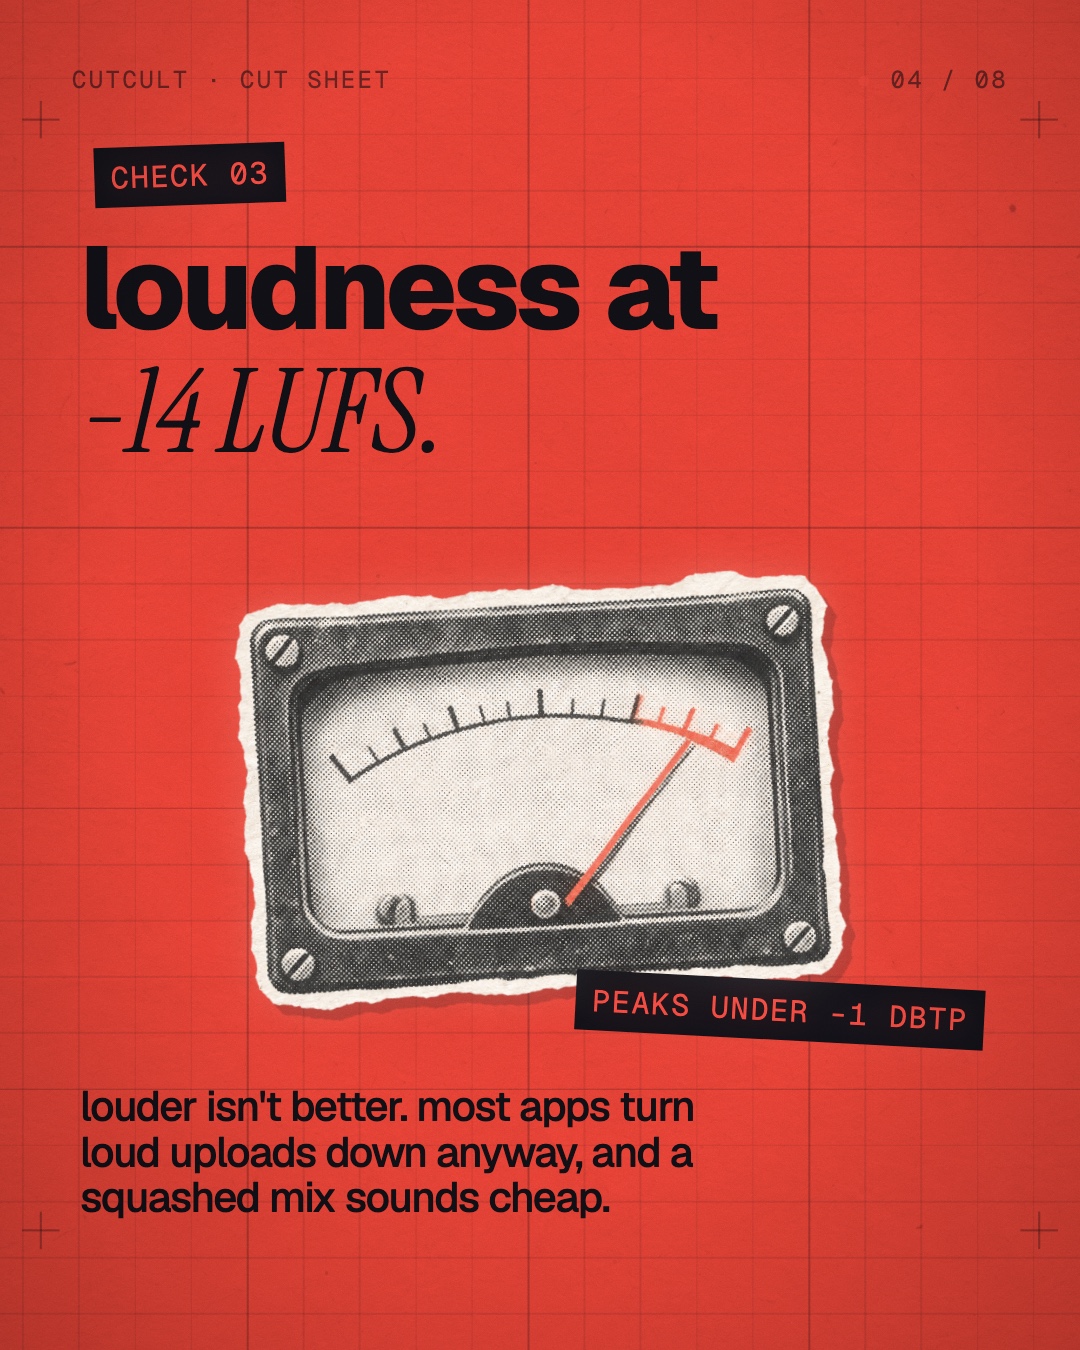 CUTCULT · CUT SHEET
04 / 08
CHECK 03
loudness at
-14 LUFS.
PEAKS UNDER -1 DBTP
louder isn't better. most apps turn
loud uploads down anyway, and a
squashed mix sounds cheap.